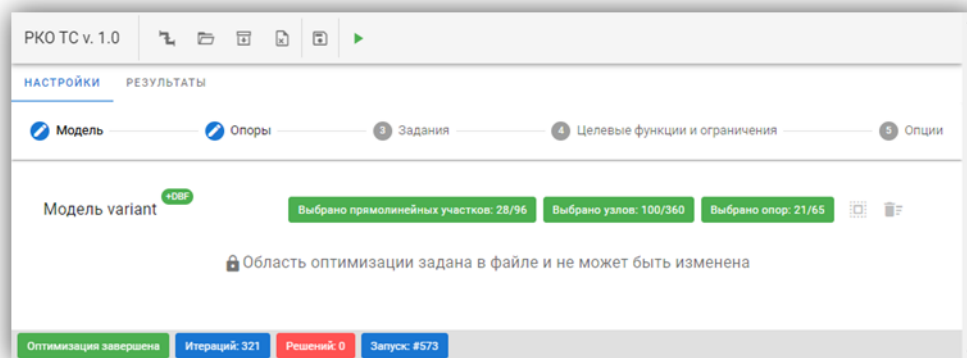 РКО ТС v. 1.0
НАСТРОЙКИ РЕЗУЛЬТАТЫ
Модель Опоры 3 Задания 4 Целевые функции и ограничения 5 Опции
Модель variant +DBF Выбрано прямолинейных участков: 28/96 Выбрано узлов: 100/360 Выбрано опор: 21/65
Область оптимизации задана в файле и не может быть изменена
Оптимизация завершена Итераций: 321 Решений: 0 Запуск: #573